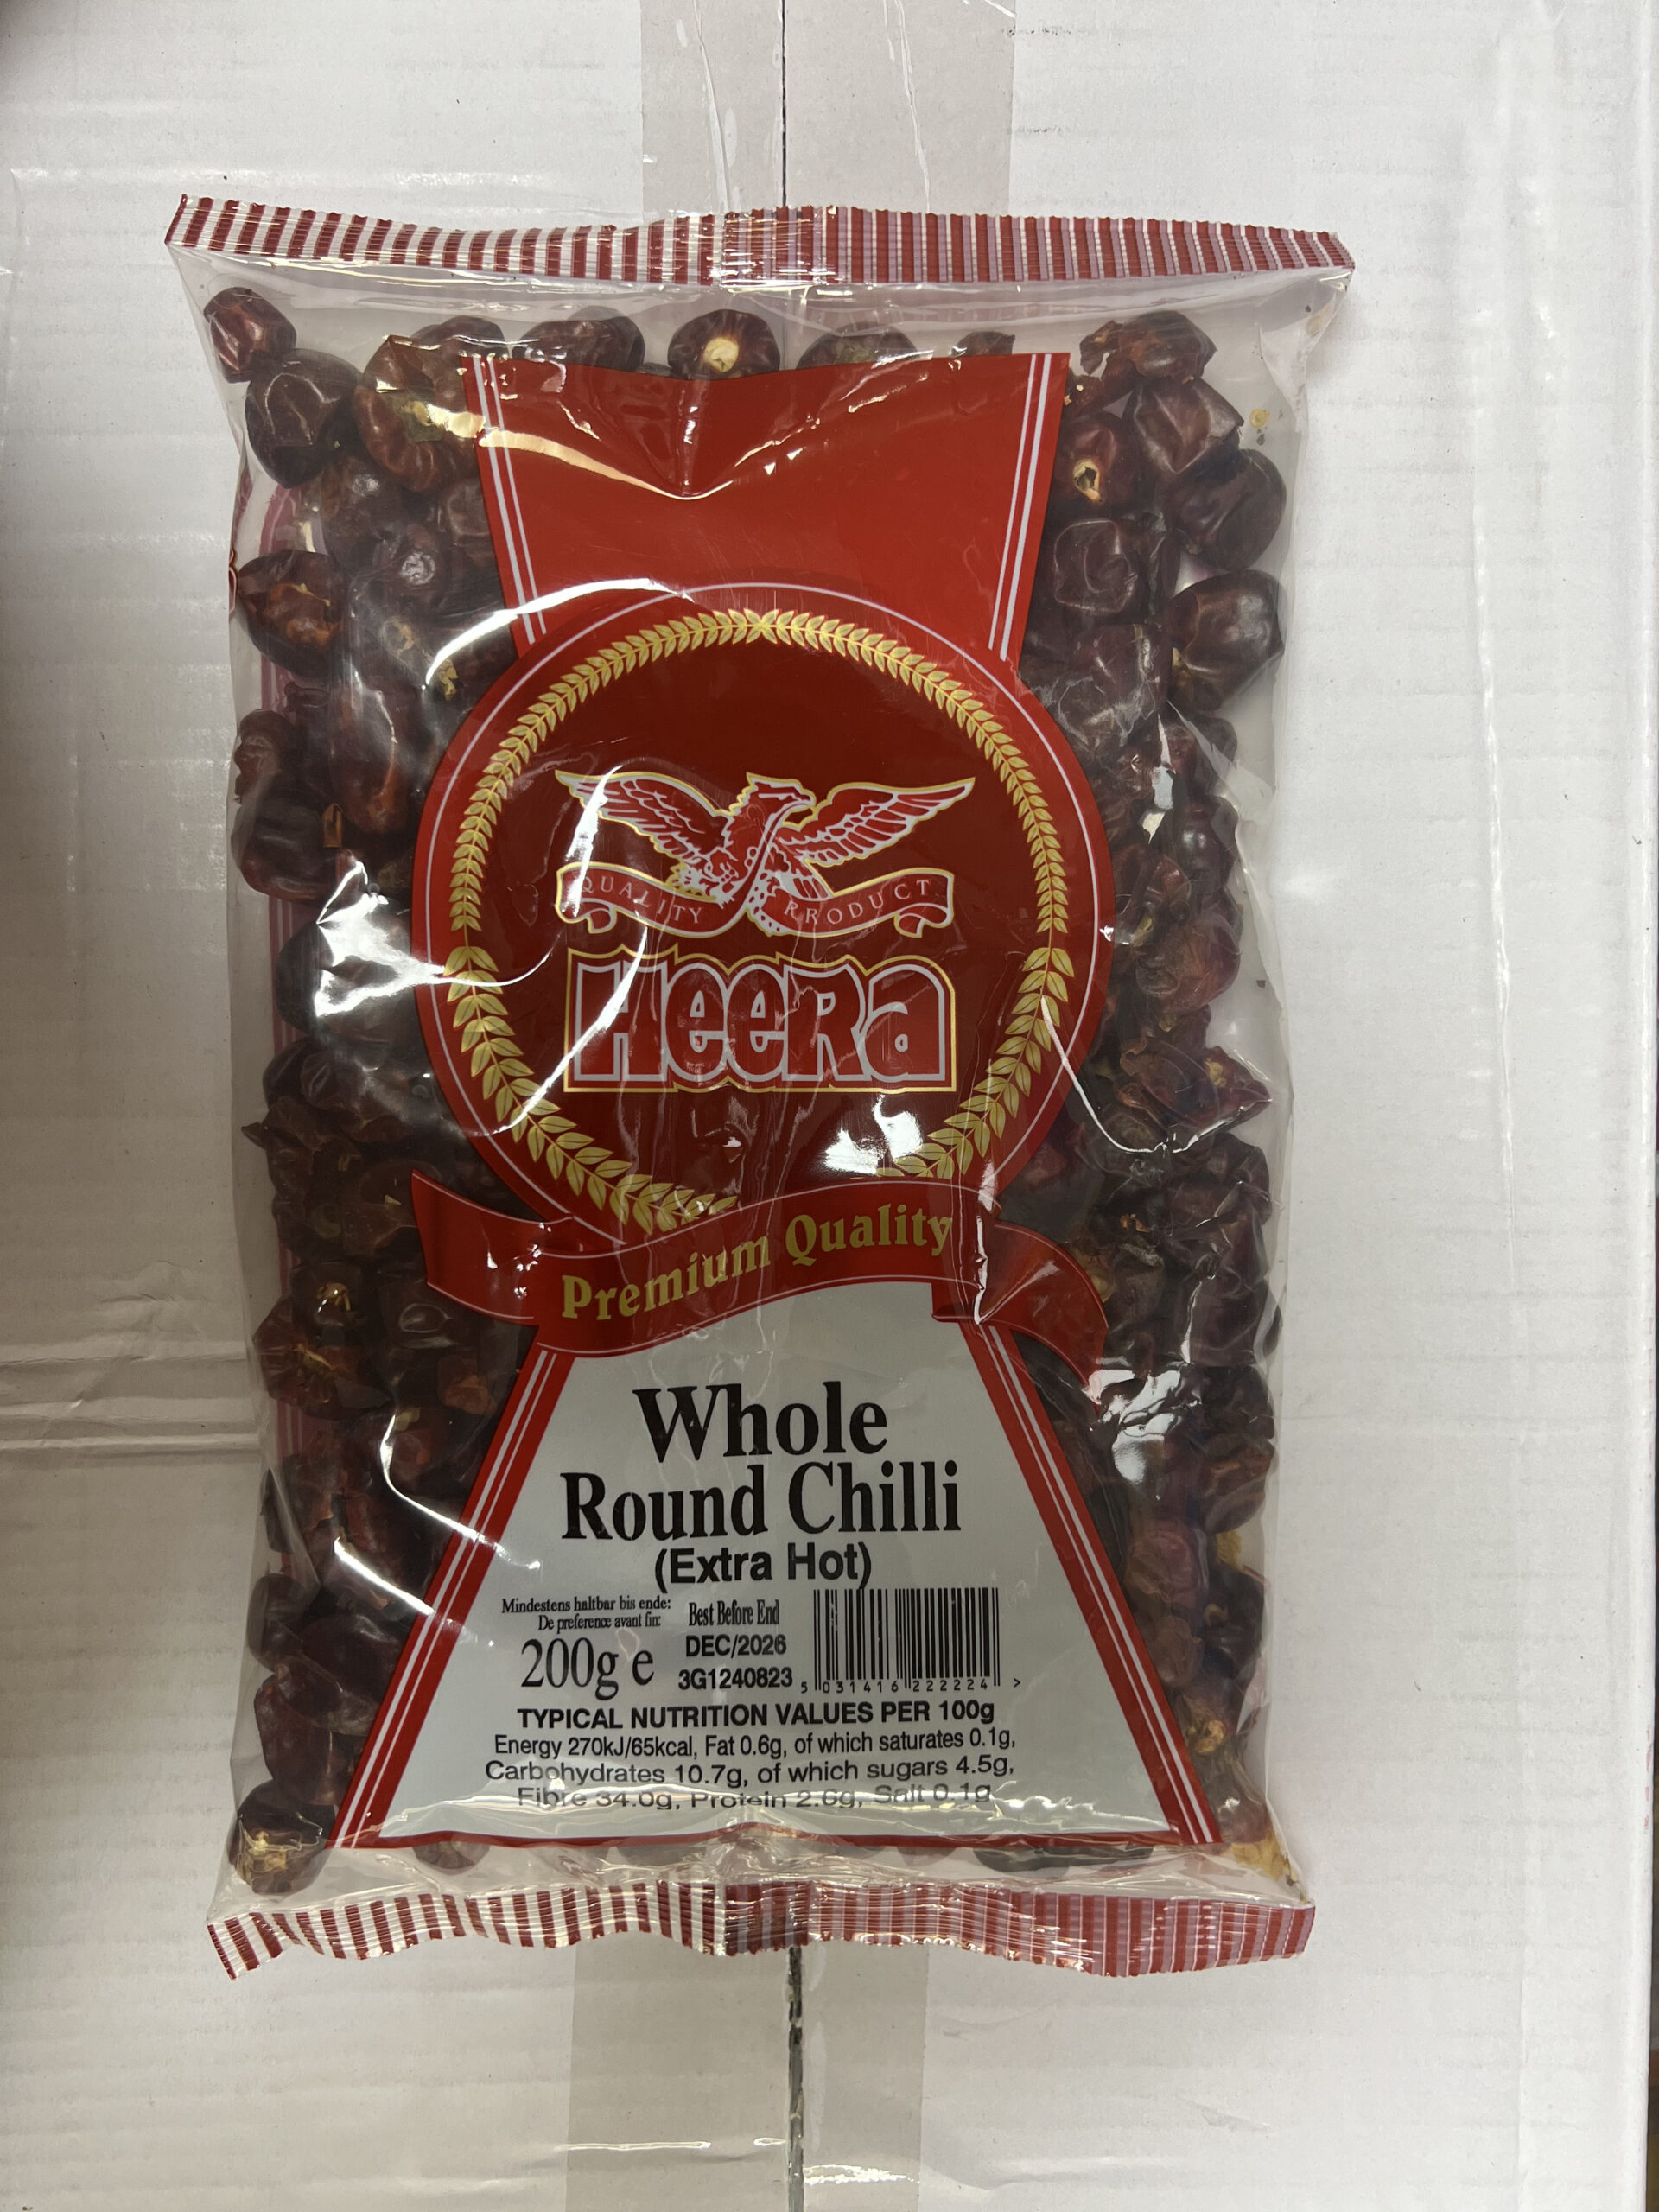 QUALITY PRODUCT
HeeRa
Premium Quality
Whole
Round Chilli
(Extra Hot)
Mindestens haltbar bis ende:
De preference avant fin:
Best Before End
200g e
DEC/2026
3G1240823
5 031416 222224 >
TYPICAL NUTRITION VALUES PER 100g
Energy 270kJ/65kcal, Fat 0.6g, of which saturates 0.1g,
Carbohydrates 10.7g, of which sugars 4.5g,
Fibre 34.0g, Protein 2.6g, Salt 0.1g